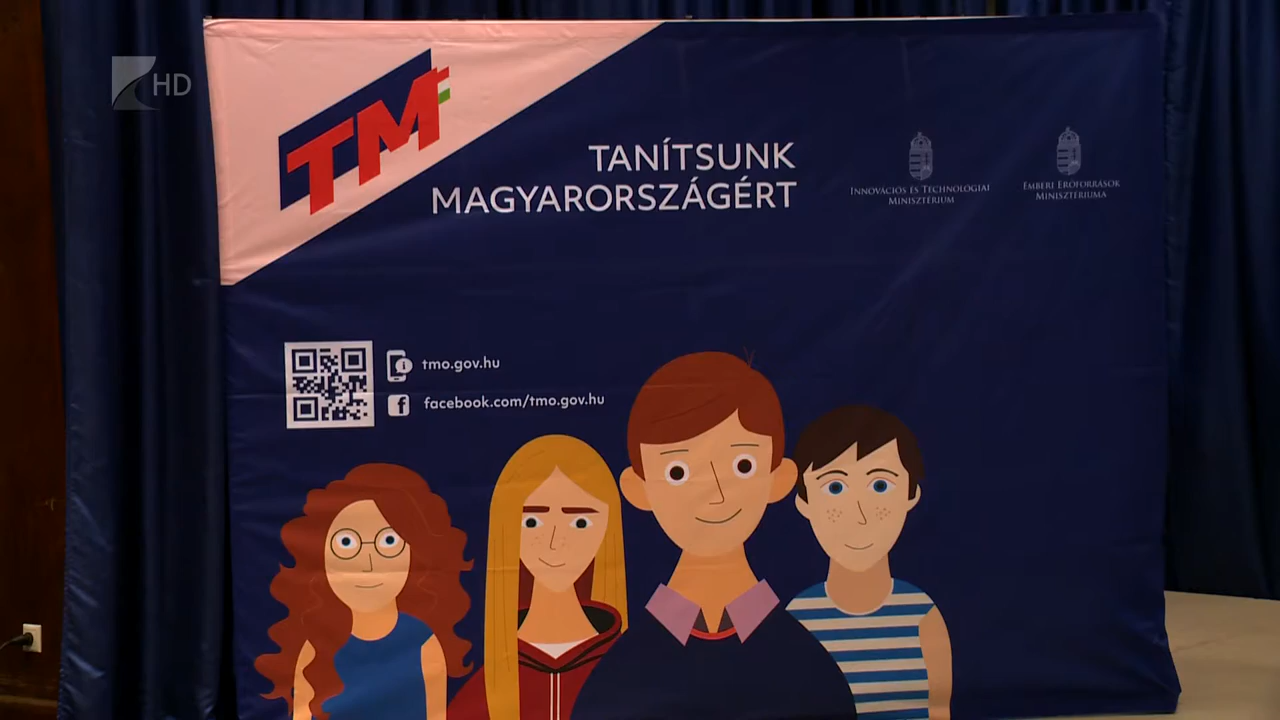 HD
TM
TANÍTSUNK
MAGYARORSZÁGÉRT
INNOVÁCIÓS ÉS TECHNOLÓGIAI
MINISZTÉRIUM
EMBERI ERŐFORRÁSOK
MINISZTÉRIUMA
tmo.gov.hu
facebook.com/tmo.gov.hu